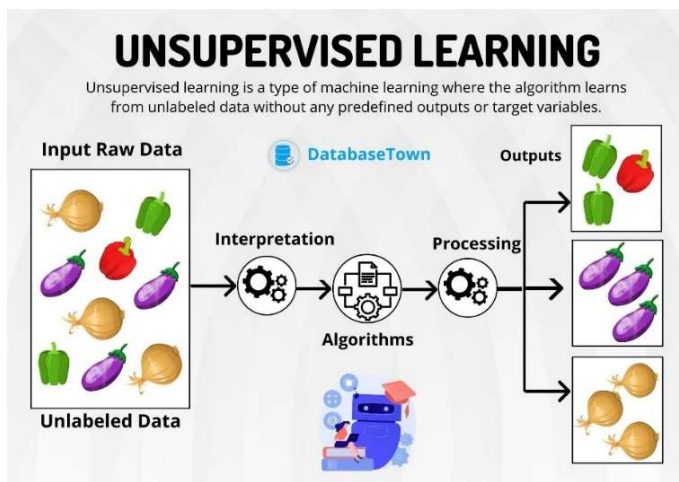 UNSUPERVISED LEARNING
Unsupervised learning is a type of machine learning where the algorithm learns
from unlabeled data without any predefined outputs or target variables.
Input Raw Data
DatabaseTown
Outputs
Interpretation
Processing
Algorithms
Unlabeled Data